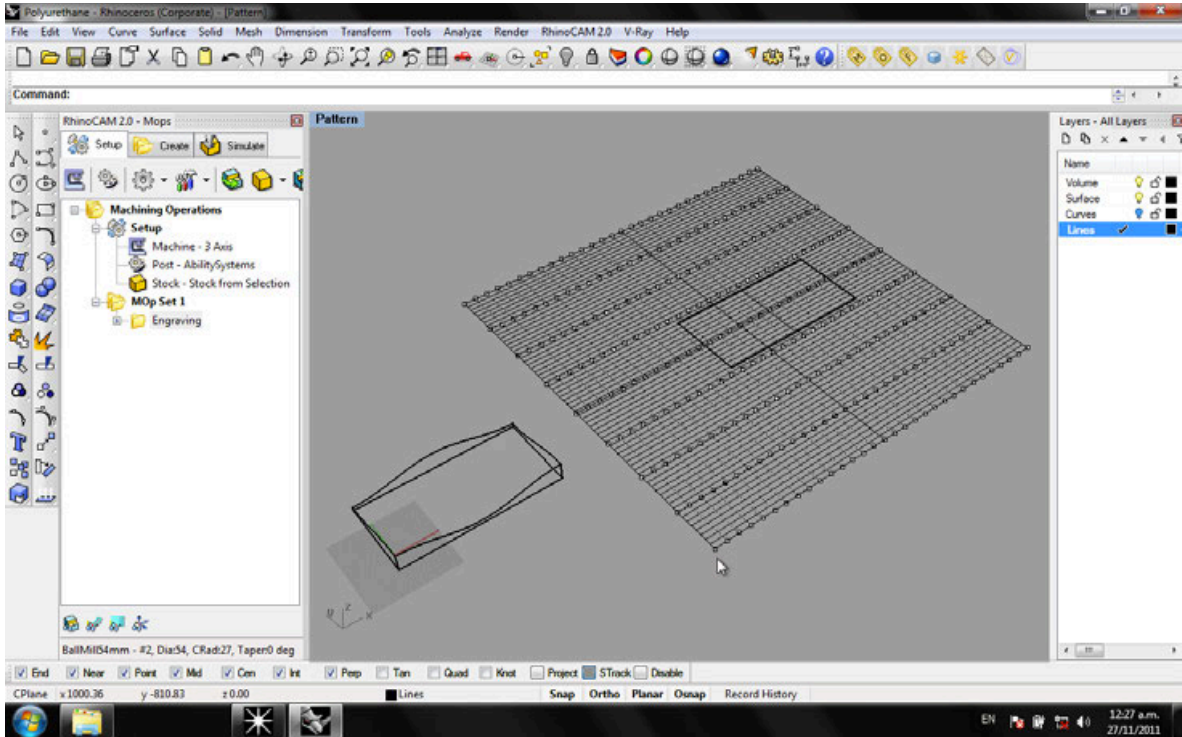 Polyurethane - Rhinoceros (Corporate) - [Pattern]
File Edit View Curve Surface Solid Mesh Dimension Transform Tools Analyze Render RhinoCAM 2.0 V-Ray Help
Command:
RhinoCAM 2.0 - Mops
Setup Create Simulate
Machining Operations
Setup
Machine - 3 Axis
Post - AbilitySystems
Stock - Stock from Selection
MOp Set 1
Engraving
BallMill54mm - #2, Dia:54, CRad:27, Taper:0 deg
Pattern
z
y
x
Layers - All Layers
Name
Volume
Surface
Curves
Lines
End Near Point Mid Cen Int Perp Tan Quad Knot Project STrack Disable
CPlane x 1000.36 y -810.83 z 0.00 Lines Snap Ortho Planar Osnap Record History
EN 12:27 a.m.
27/11/2011